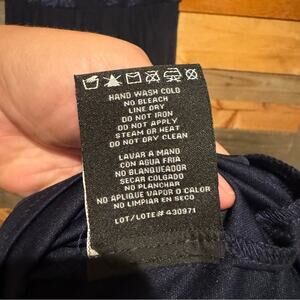 HAND WASH COLD
NO BLEACH
LINE DRY
DO NOT IRON
DO NOT APPLY
STEAM OR HEAT
DO NOT DRY CLEAN
LAVAR A MANO
CON AGUA FRIA
NO BLANQUEADOR
SECAR COLGADO
NO PLANCHAR
NO APLIQUE VAPOR O CALOR
NO LIMPIAR EN SECO
LOT/LOTE# 430971